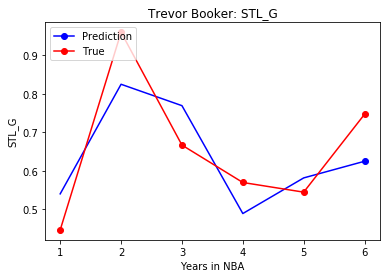 Trevor Booker: STL_G
Prediction
True
0.9
0.8
0.7
0.6
0.5
STL_G
1 2 3 4 5 6
Years in NBA